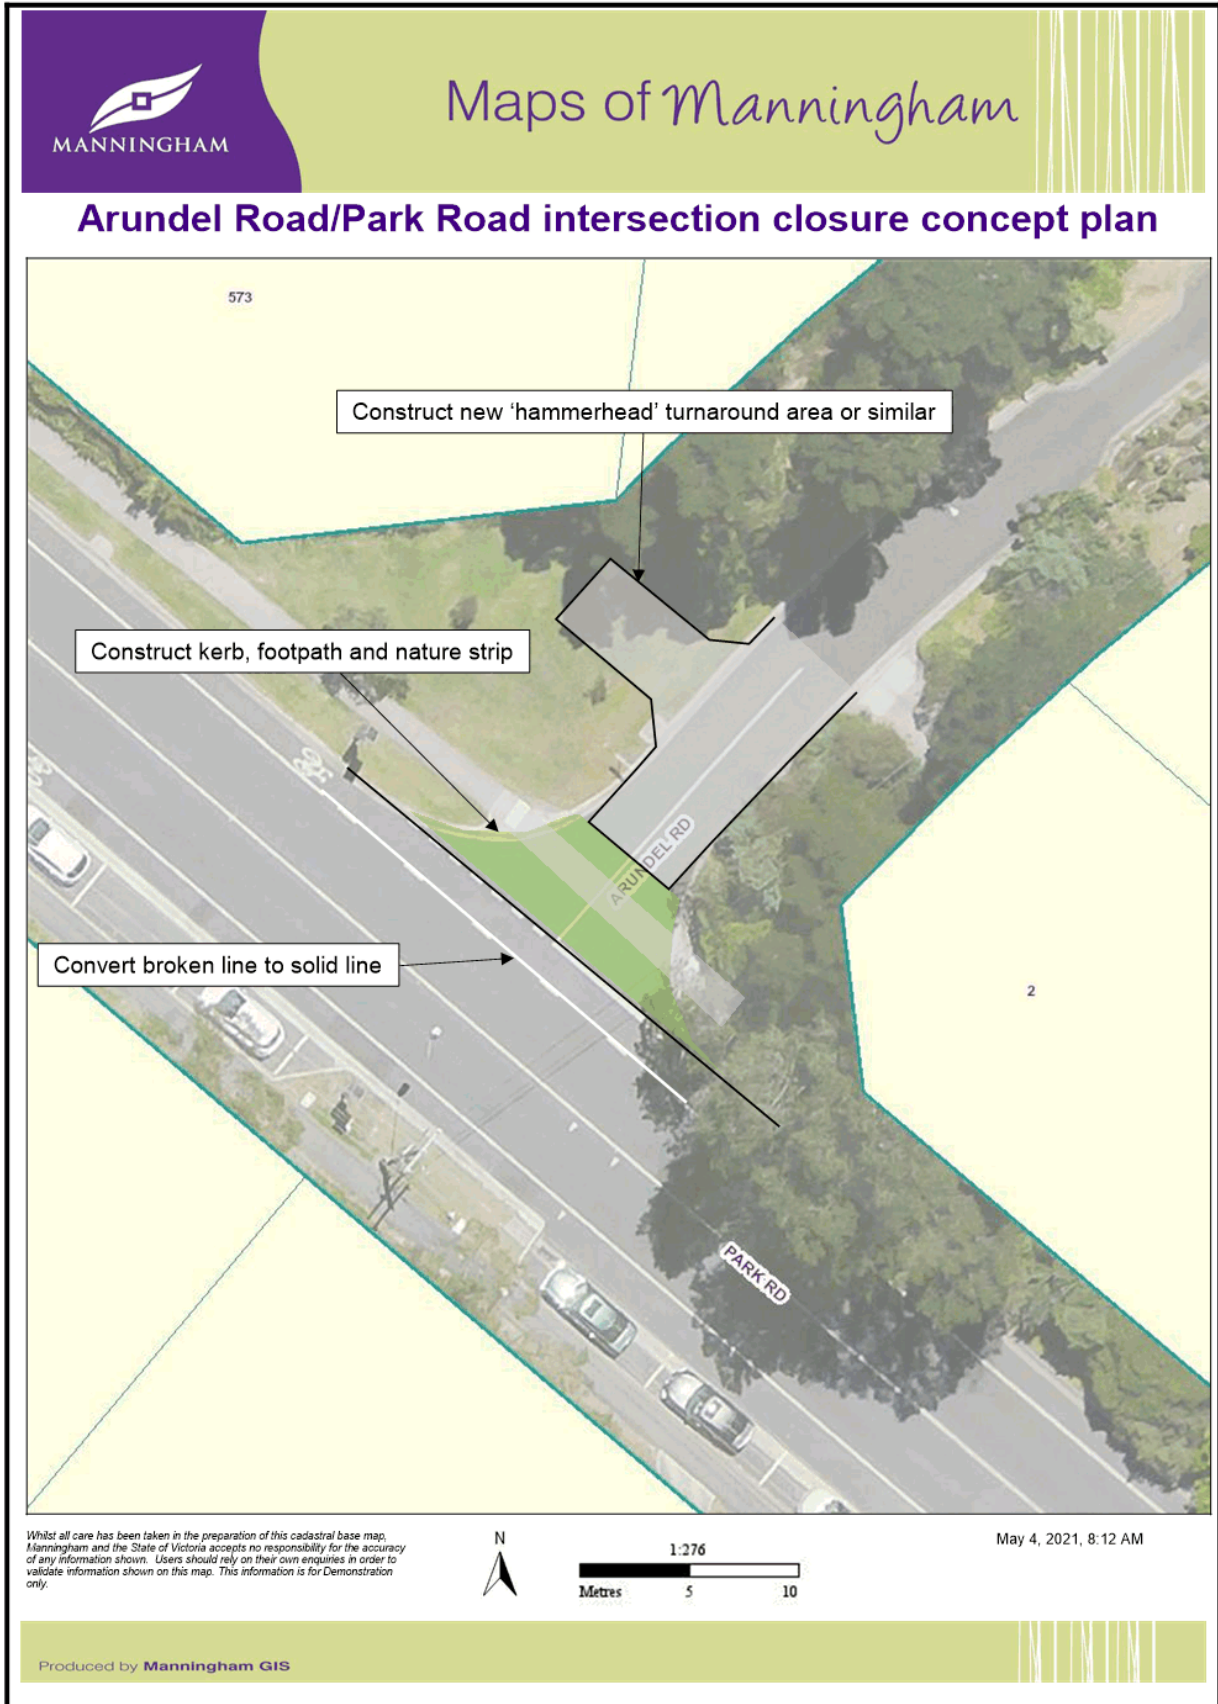 MANNINGHAM
Maps of Manningham
Arundel Road/Park Road intersection closure concept plan
573
Construct new ‘hammerhead’ turnaround area or similar
Construct kerb, footpath and nature strip
ARUNDEL RD
Convert broken line to solid line
2
PARK RD
Whilst all care has been taken in the preparation of this cadastral base map,
Manningham and the State of Victoria accepts no responsibility for the accuracy
of any information shown. Users should rely on their own enquiries in order to
validate information shown on this map. This information is for Demonstration
only.
N
1:276
Metres 5 10
May 4, 2021, 8:12 AM
Produced by Manningham GIS